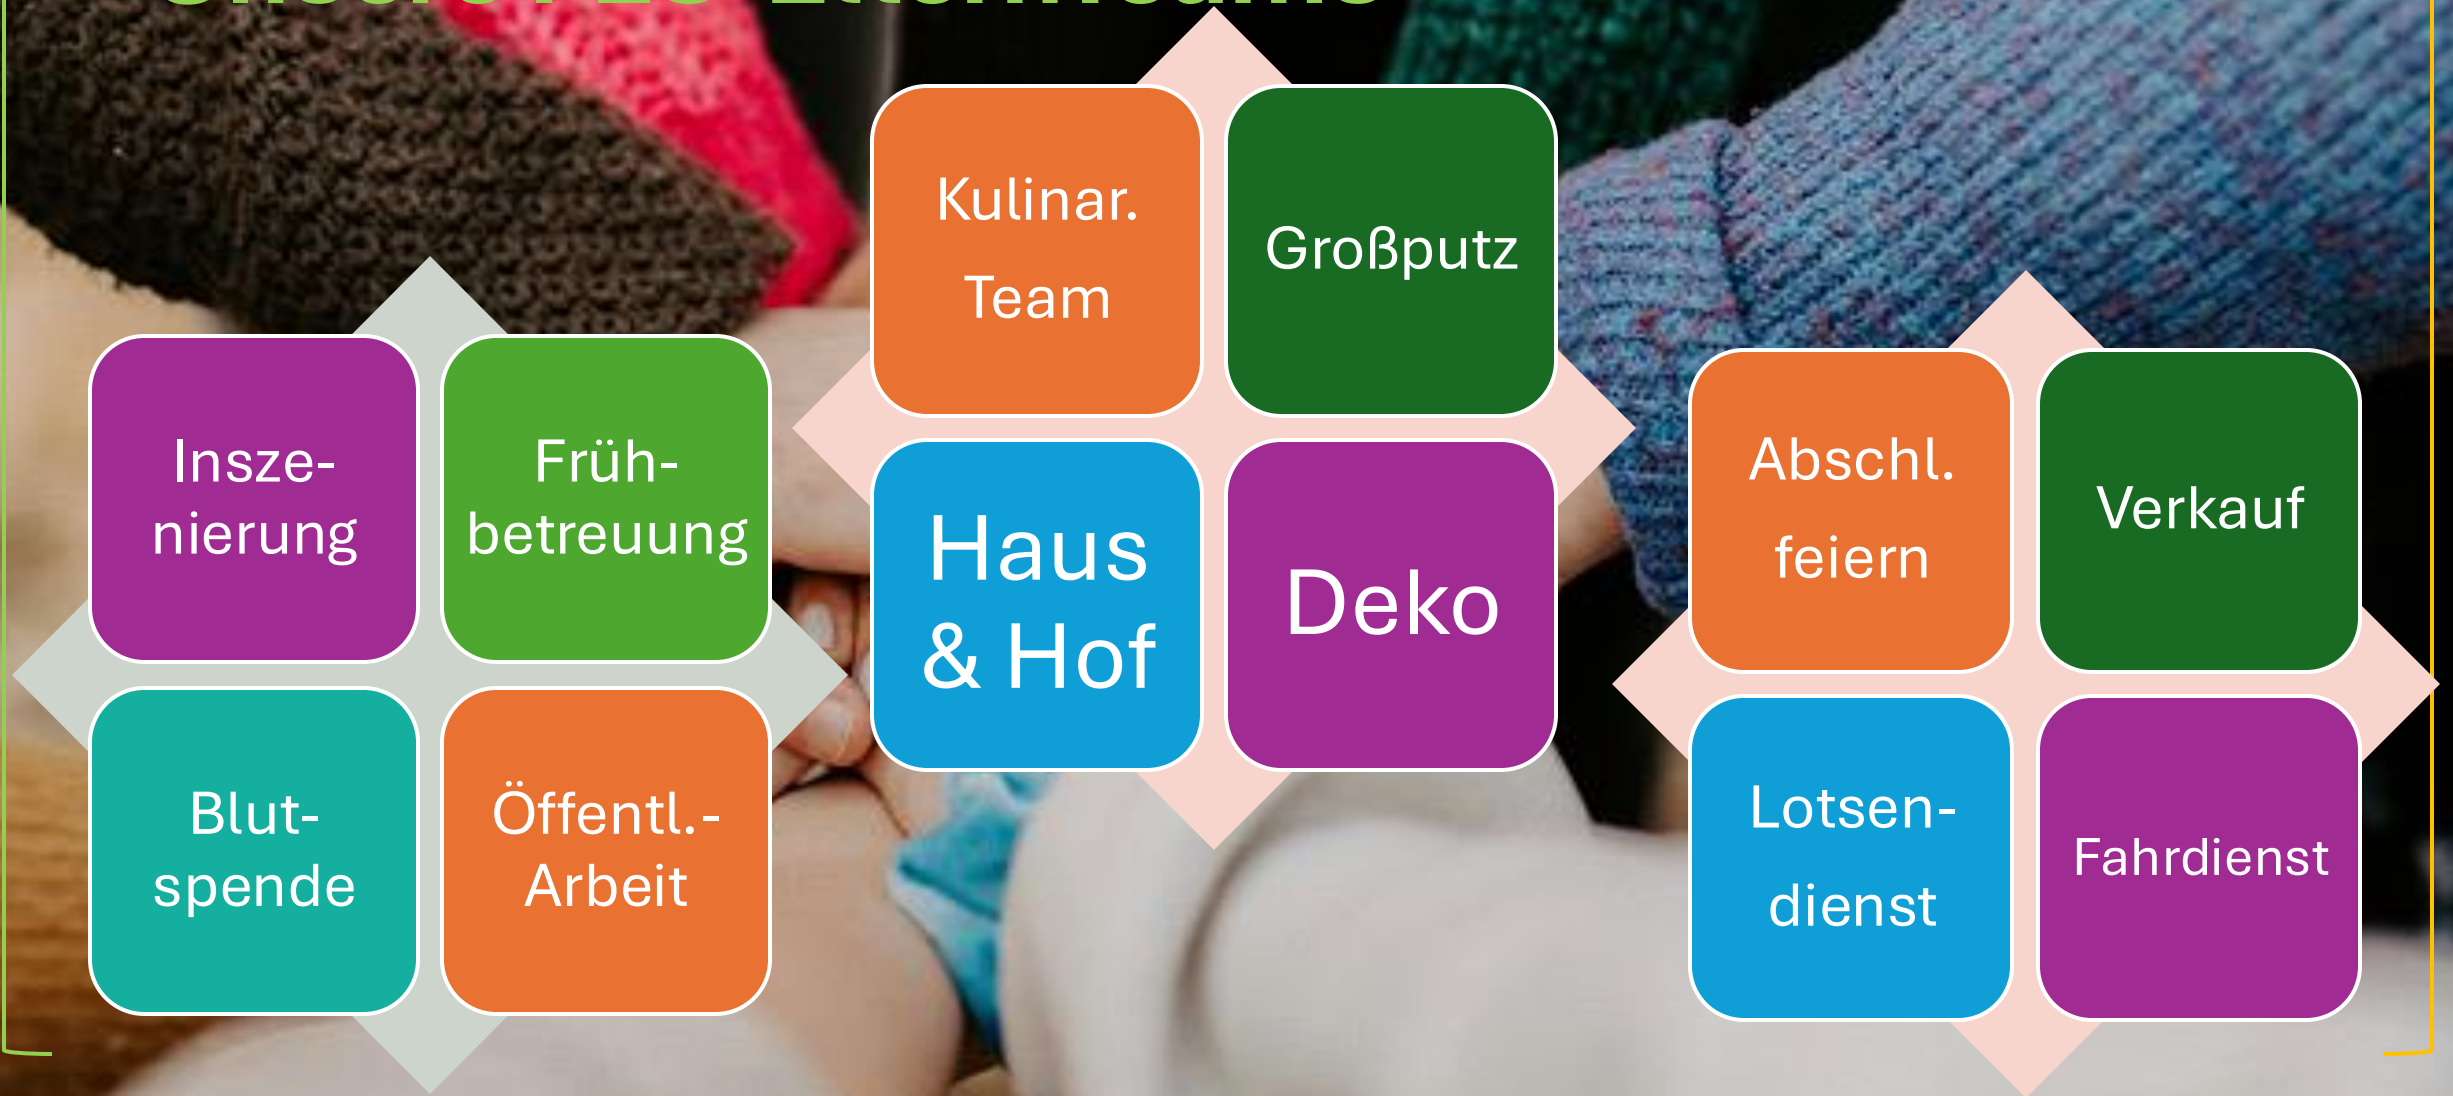 Insze-
nierung
Früh-
betreuung
Blut-
spende
Öffentl.-
Arbeit
Kulinar.
Team
Großputz
Haus
& Hof
Deko
Abschl.
feiern
Verkauf
Lotsen-
dienst
Fahrdienst